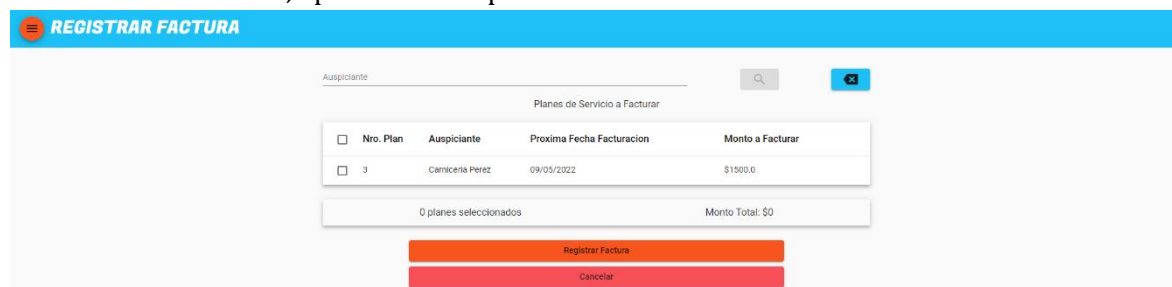 REGISTRAR FACTURA
Auspiciante
Planes de Servicio a Facturar
Nro. Plan Auspiciante Proxima Fecha Facturacion Monto a Facturar
3 Carniceria Perez 09/05/2022 $1500.0
0 planes seleccionados Monto Total: $0
Registrar Factura
Cancelar